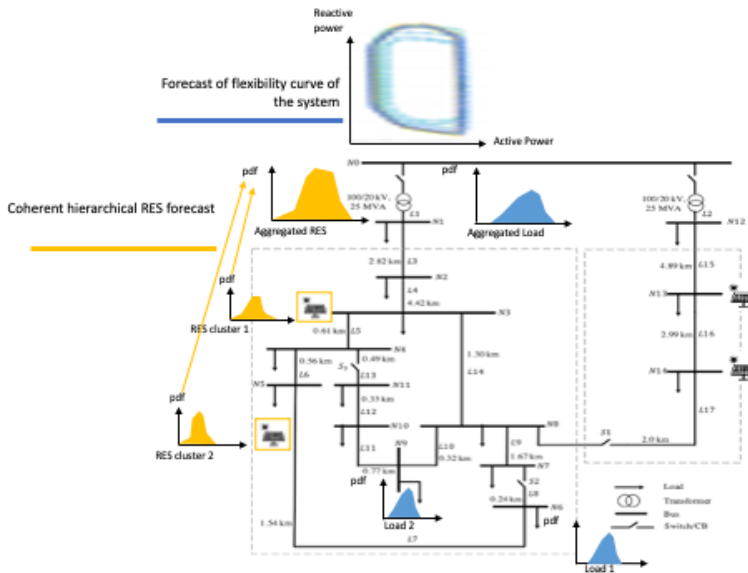 Reactive
power
Forecast of flexibility curve of
the system
Active Power
N0
pdf
pdf
Coherent hierarchical RES forecast
100/20 kV,
25 MVA
100/20 kV,
25 MVA
L1
L2
Aggregated RES
N1
Aggregated Load
N12
2.82 km
L3
4.89 km
L15
N2
pdf
L4
N13
4.42 km
N3
RES cluster 1
0.61 km
L5
2.99 km
L16
N4
1.30 km
0.56 km
0.49 km
L14
N14
pdf
N5
L6
L13
N11
0.33 km
L17
L12
N10
N8
RES cluster 2
L11
N9
L10
L9
S1
2.0 km
0.32 km
1.67 km
N7
0.77 km
pdf
S2
Load
L8
Transformer
0.24 km
N6
Bus
Load 2
pdf
Switch/CB
1.54 km
L7
pdf
Load 1